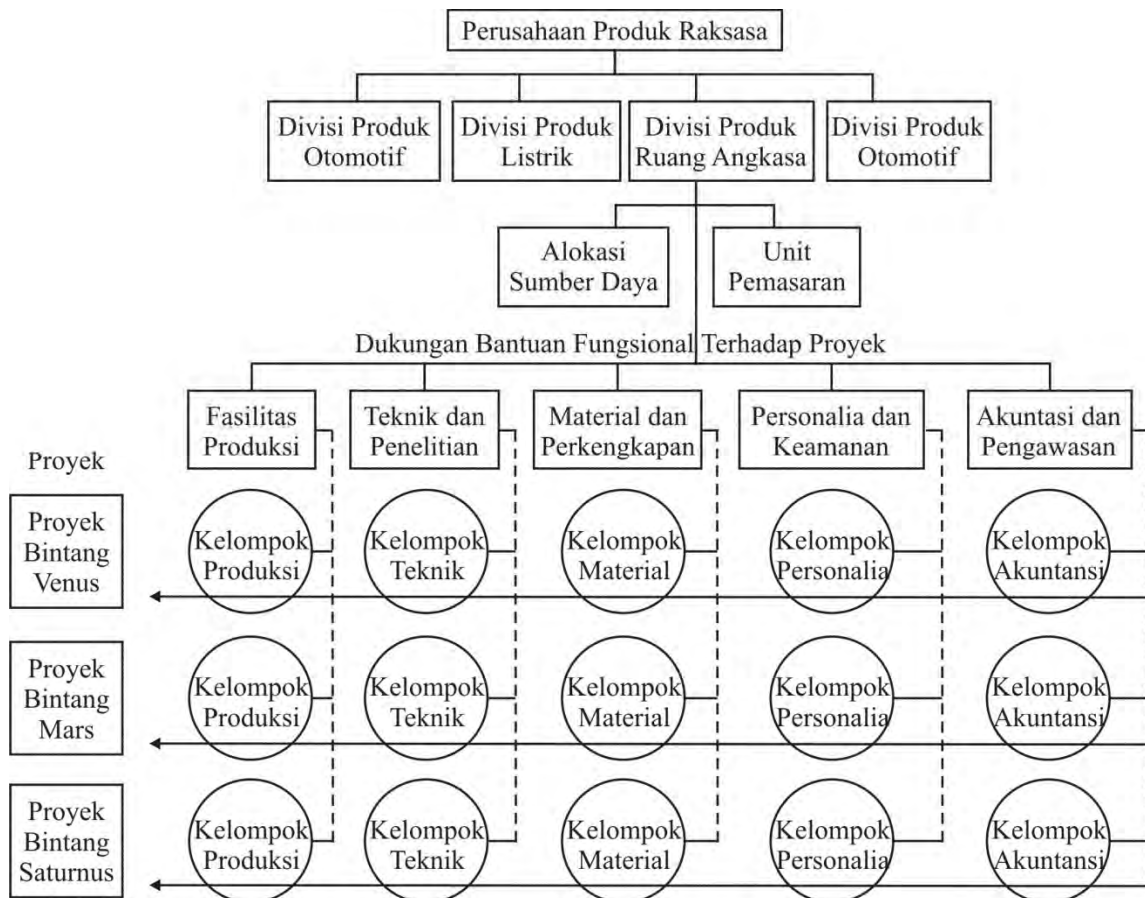 Perusahaan Produk Raksasa
Divisi Produk
Otomotif
Divisi Produk
Listrik
Divisi Produk
Ruang Angkasa
Divisi Produk
Otomotif
Alokasi
Sumber Daya
Unit
Pemasaran
Dukungan Bantuan Fungsional Terhadap Proyek
Fasilitas
Produksi
Teknik dan
Penelitian
Material dan
Perkengkapan
Personalia dan
Keamanan
Akuntasi dan
Pengawasan
Proyek
Proyek
Bintang
Venus
Kelompok
Produksi
Kelompok
Teknik
Kelompok
Material
Kelompok
Personalia
Kelompok
Akuntansi
Proyek
Bintang
Mars
Kelompok
Produksi
Kelompok
Teknik
Kelompok
Material
Kelompok
Personalia
Kelompok
Akuntansi
Proyek
Bintang
Saturnus
Kelompok
Produksi
Kelompok
Teknik
Kelompok
Material
Kelompok
Personalia
Kelompok
Akuntansi